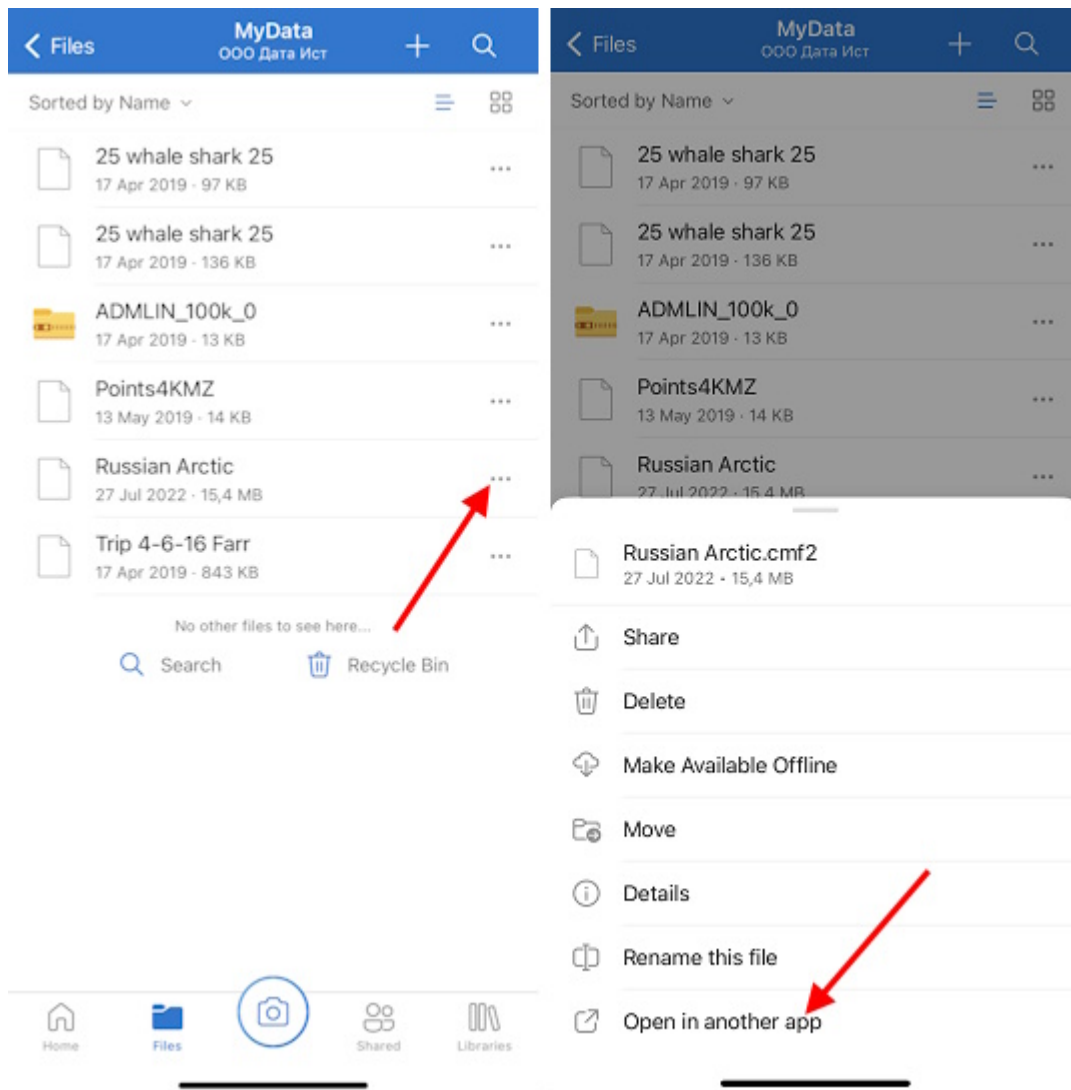 Files
MyData
ООО Дата Ист
Sorted by Name
25 whale shark 25
17 Apr 2019 · 97 KB
25 whale shark 25
17 Apr 2019 · 136 KB
ADMLIN_100k_0
17 Apr 2019 · 13 KB
Points4KMZ
13 May 2019 · 14 KB
Russian Arctic
27 Jul 2022 · 15,4 MB
Trip 4-6-16 Farr
17 Apr 2019 · 843 KB
No other files to see here...
Search Recycle Bin
Home Files Shared Libraries
Files
MyData
ООО Дата Ист
Sorted by Name
25 whale shark 25
17 Apr 2019 · 97 KB
25 whale shark 25
17 Apr 2019 · 136 KB
ADMLIN_100k_0
17 Apr 2019 · 13 KB
Points4KMZ
13 May 2019 · 14 KB
Russian Arctic
27 Jul 2022 · 15,4 MB
Russian Arctic.cmf2
27 Jul 2022 · 15,4 MB
Share
Delete
Make Available Offline
Move
Details
Rename this file
Open in another app